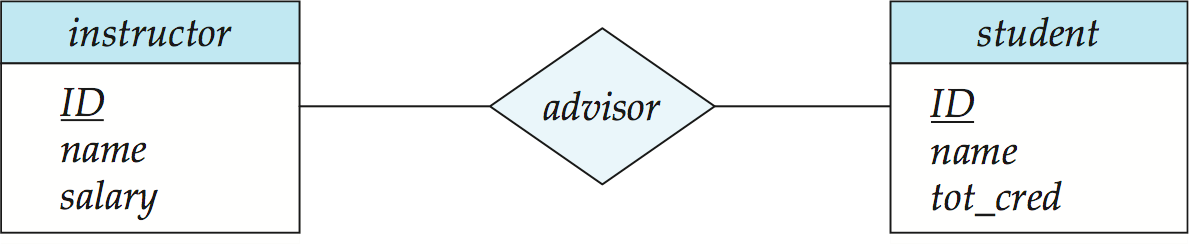 instructor
ID
name
salary
advisor
student
ID
name
tot_cred